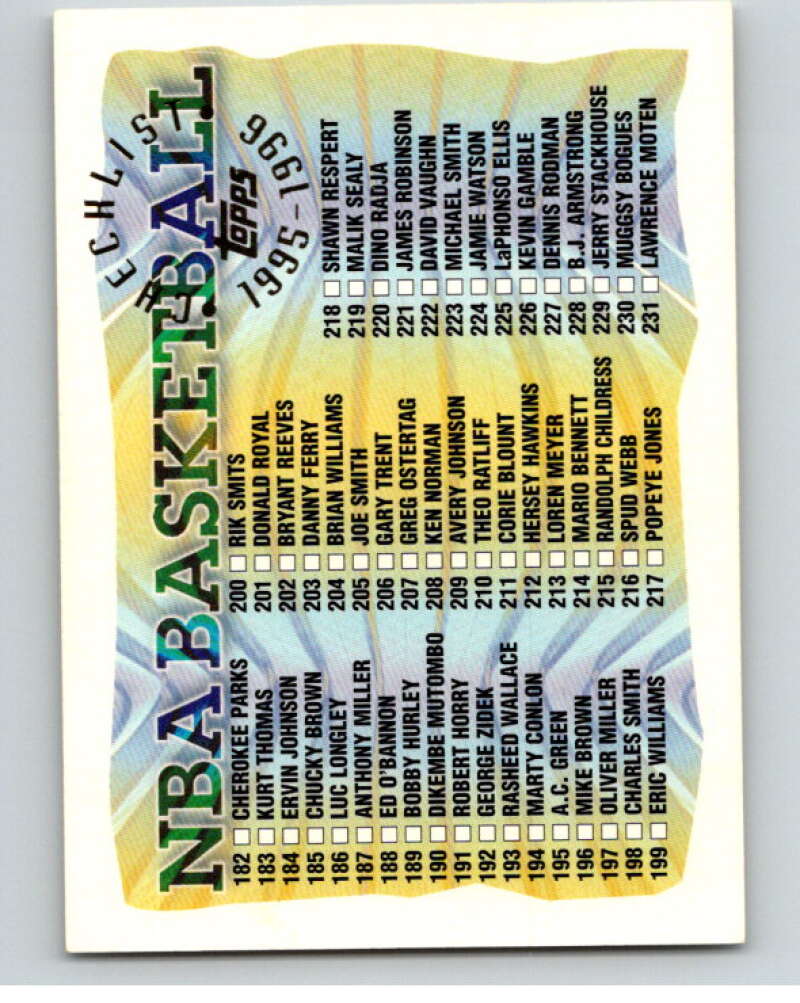 NBA BASKETBALL
CHECKLIST
TOPPS
1995-1996
182 CHEROKEE PARKS
183 KURT THOMAS
184 ERVIN JOHNSON
185 CHUCKY BROWN
186 LUC LONGLEY
187 ANTHONY MILLER
188 ED O'BANNON
189 BOBBY HURLEY
190 DIKEMBE MUTOMBO
191 ROBERT HORRY
192 GEORGE ZIDEK
193 RASHEED WALLACE
194 MARTY CONLON
195 A.C. GREEN
196 MIKE BROWN
197 OLIVER MILLER
198 CHARLES SMITH
199 ERIC WILLIAMS
200 RIK SMITS
201 DONALD ROYAL
202 BRYANT REEVES
203 DANNY FERRY
204 BRIAN WILLIAMS
205 JOE SMITH
206 GARY TRENT
207 GREG OSTERTAG
208 KEN NORMAN
209 AVERY JOHNSON
210 THEO RATLIFF
211 CORIE BLOUNT
212 HERSEY HAWKINS
213 LOREN MEYER
214 MARIO BENNETT
215 RANDOLPH CHILDRESS
216 SPUD WEBB
217 POPEYE JONES
218 SHAWN RESPERT
219 MALIK SEALY
220 DINO RADJA
221 JAMES ROBINSON
222 DAVID VAUGHN
223 MICHAEL SMITH
224 JAMIE WATSON
225 LaPHONSO ELLIS
226 KEVIN GAMBLE
227 DENNIS RODMAN
228 B.J. ARMSTRONG
229 JERRY STACKHOUSE
230 MUGGSY BOGUES
231 LAWRENCE MOTEN